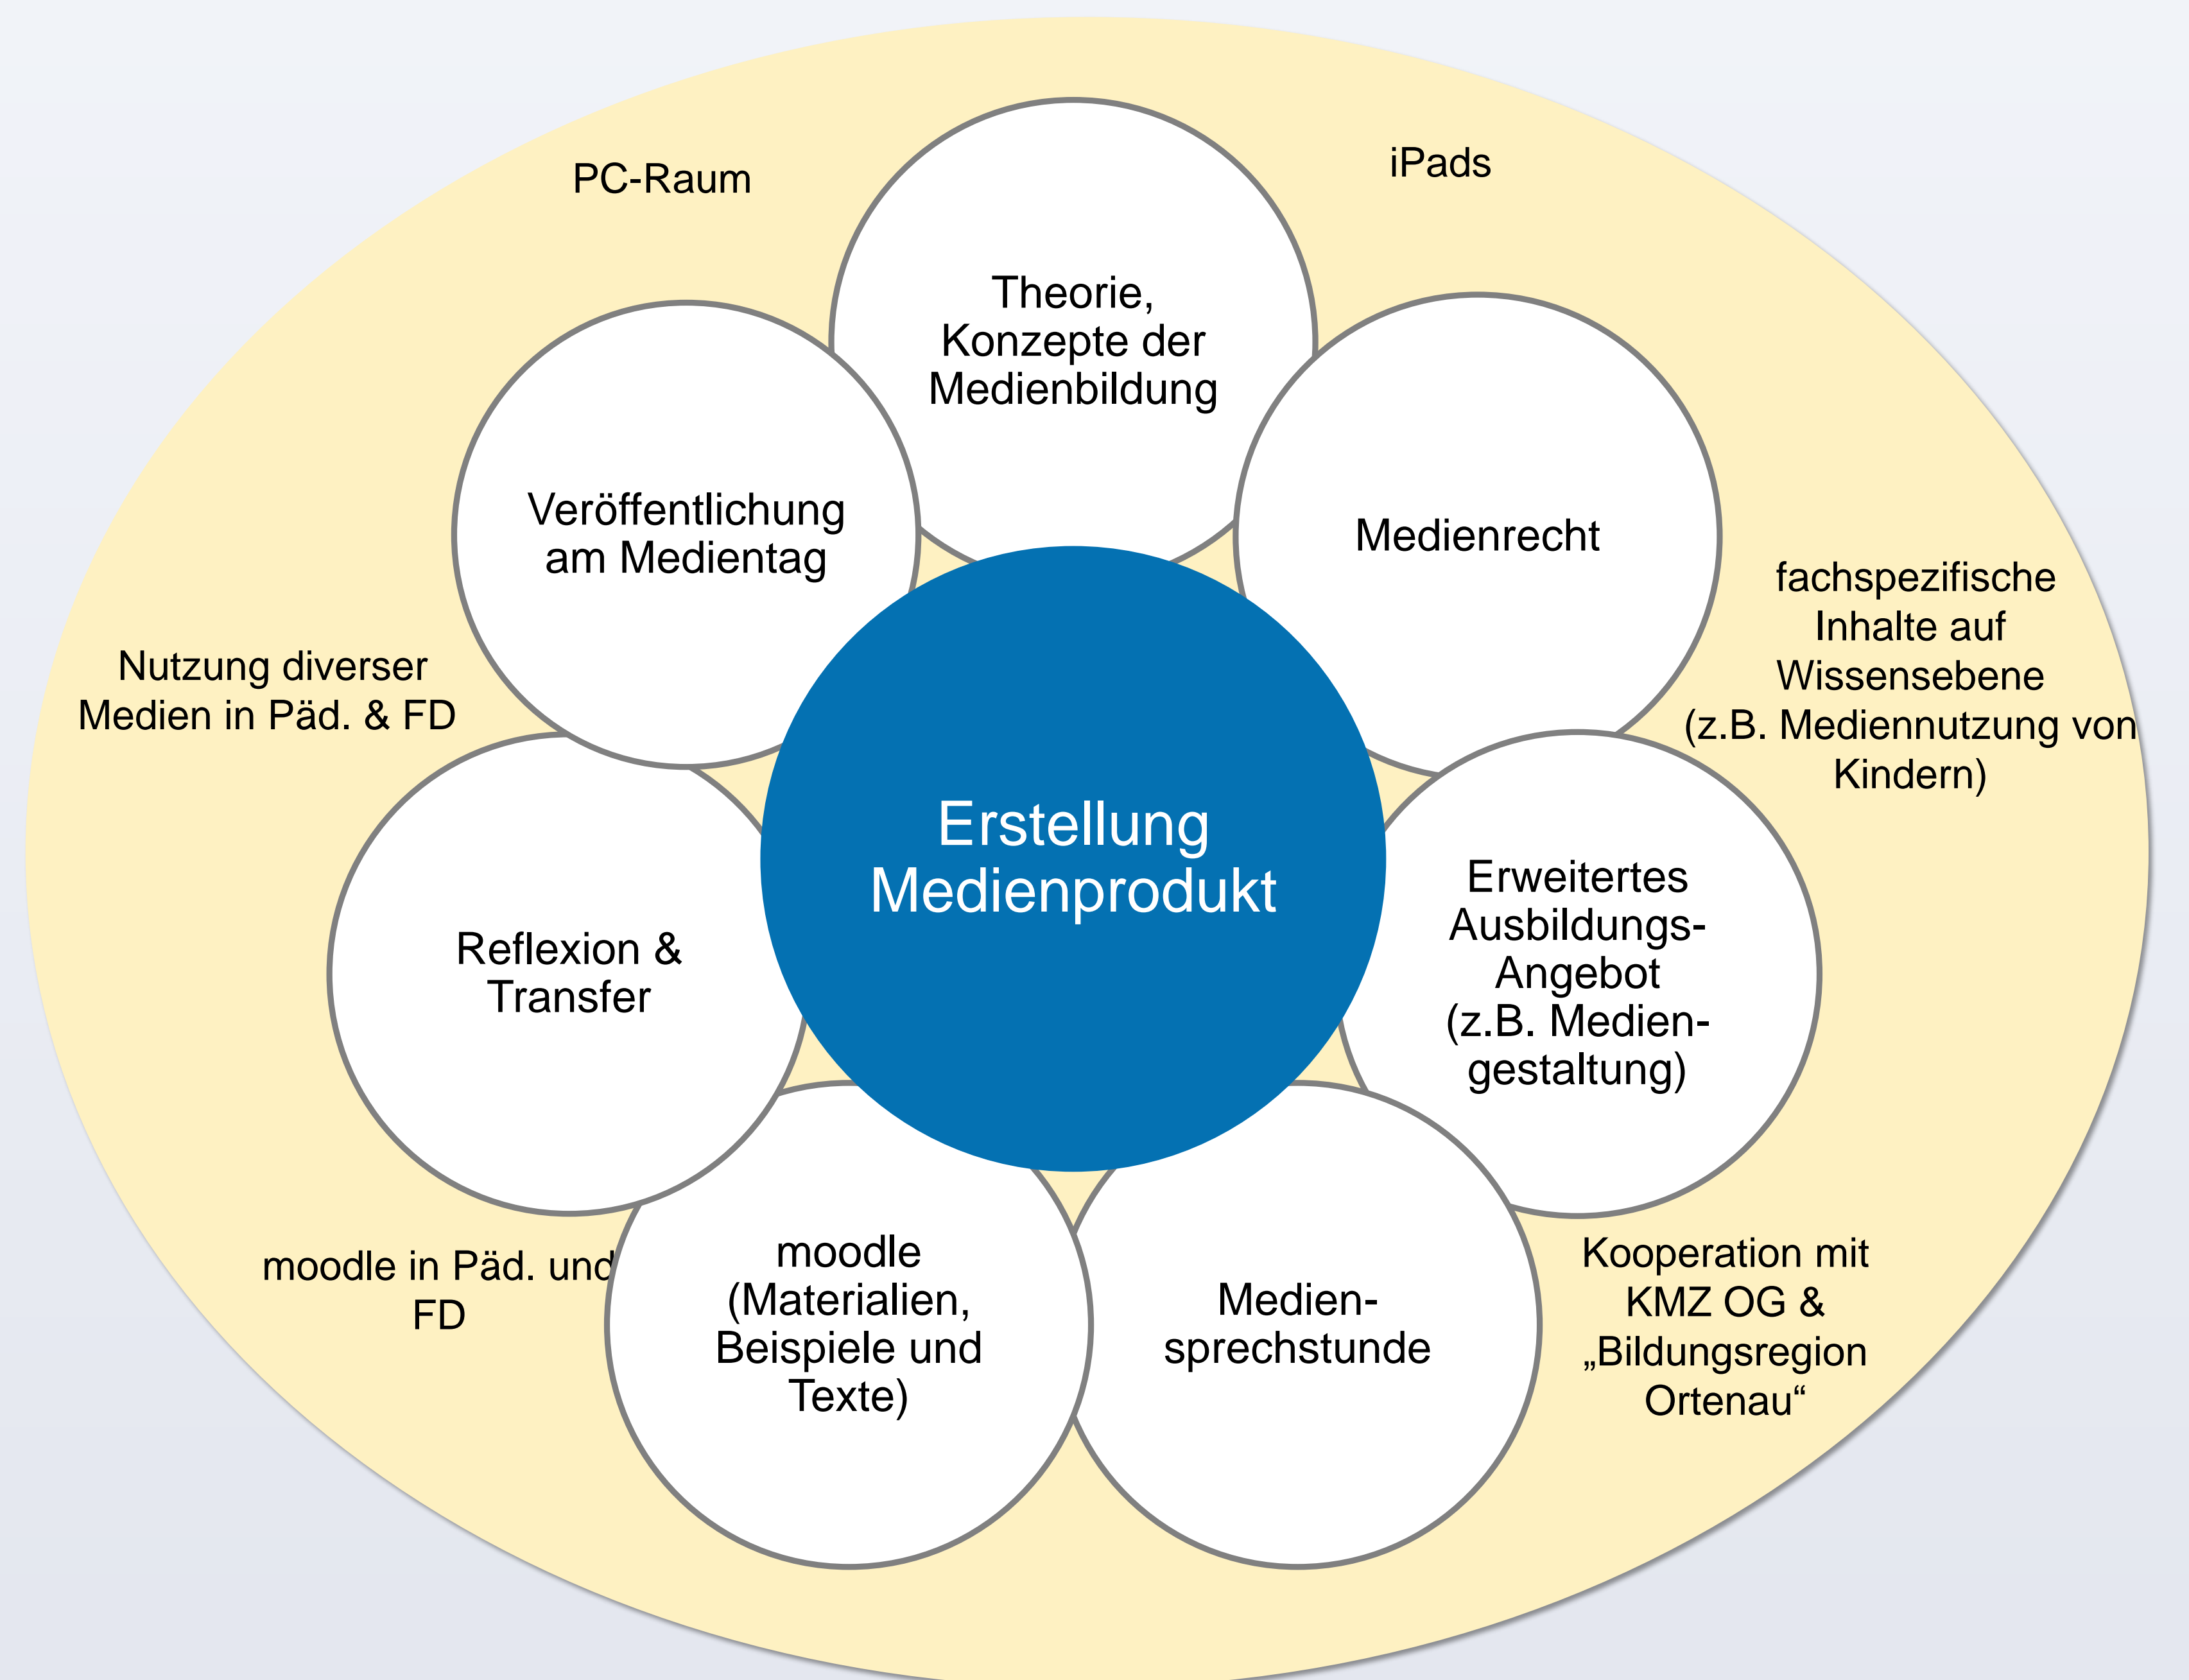 PC-Raum
iPads
Theorie,
Konzepte der
Medienbildung
Veröffentlichung
am Medientag
Medienrecht
fachspezifische
Inhalte auf
Wissensebene
(z.B. Mediennutzung von
Kindern)
Nutzung diverser
Medien in Päd. & FD
Erstellung
Medienprodukt
Erweitertes
Ausbildungs-
Angebot
(z.B. Medien-
gestaltung)
Reflexion &
Transfer
moodle in Päd. und
FD
moodle
(Materialien,
Beispiele und
Texte)
Medien-
sprechstunde
Kooperation mit
KMZ OG &
„Bildungsregion
Ortenau“